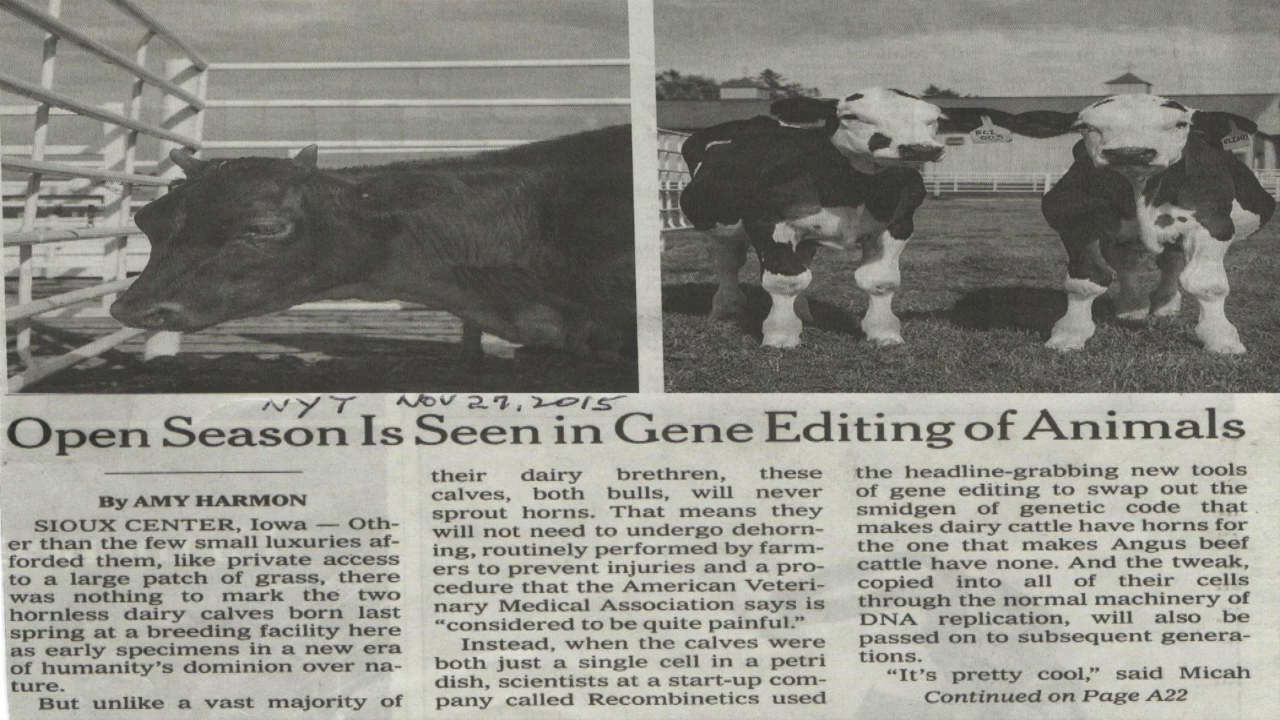 NYT NOV 27, 2015
Open Season Is Seen in Gene Editing of Animals
By AMY HARMON
SIOUX CENTER, Iowa — Oth-
er than the few small luxuries af-
forded them, like private access
to a large patch of grass, there
was nothing to mark the two
hornless dairy calves born last
spring at a breeding facility here
as early specimens in a new era
of humanity's dominion over na-
ture.
But unlike a vast majority of
their dairy brethren, these
calves, both bulls, will never
sprout horns. That means they
will not need to undergo dehorn-
ing, routinely performed by farm-
ers to prevent injuries and a pro-
cedure that the American Veteri-
nary Medical Association says is
“considered to be quite painful.”
Instead, when the calves were
both just a single cell in a petri
dish, scientists at a start-up com-
pany called Recombinetics used
the headline-grabbing new tools
of gene editing to swap out the
smidgen of genetic code that
makes dairy cattle have horns for
the one that makes Angus beef
cattle have none. And the tweak,
copied into all of their cells
through the normal machinery of
DNA replication, will also be
passed on to subsequent genera-
tions.
“It's pretty cool,” said Micah
Continued on Page A22